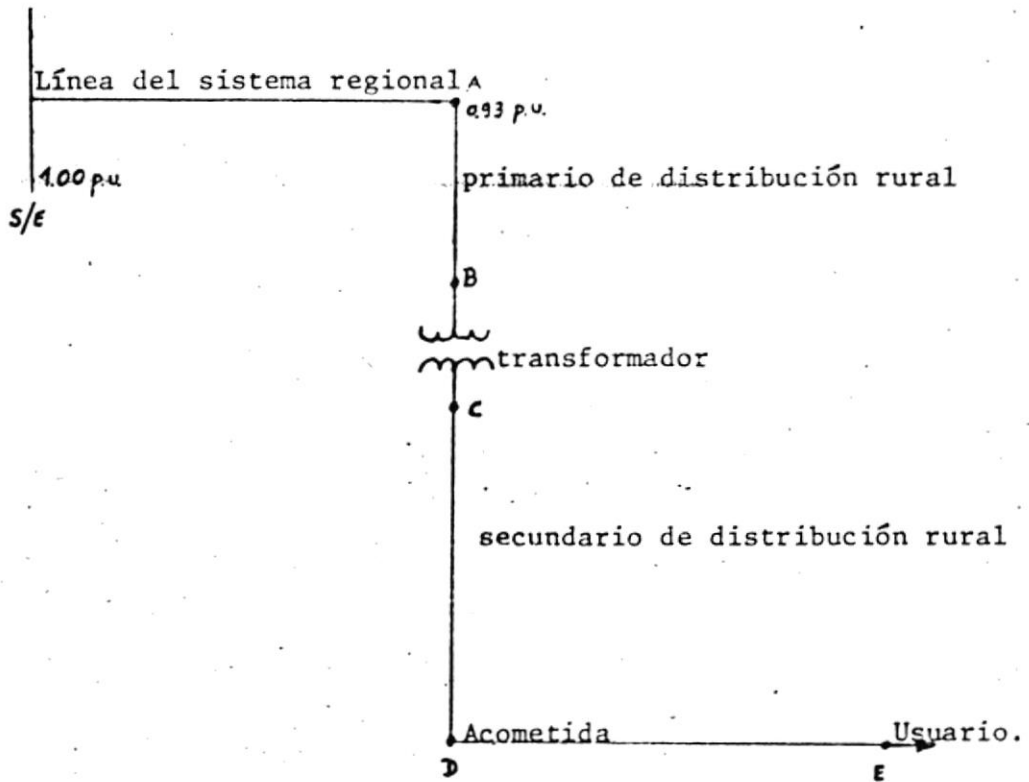 Línea del sistema regional A
0.93 p.u.
1.00 p.u
primario de distribución rural
S/E
B
transformador
C
secundario de distribución rural
Acometida
Usuario.
D
E